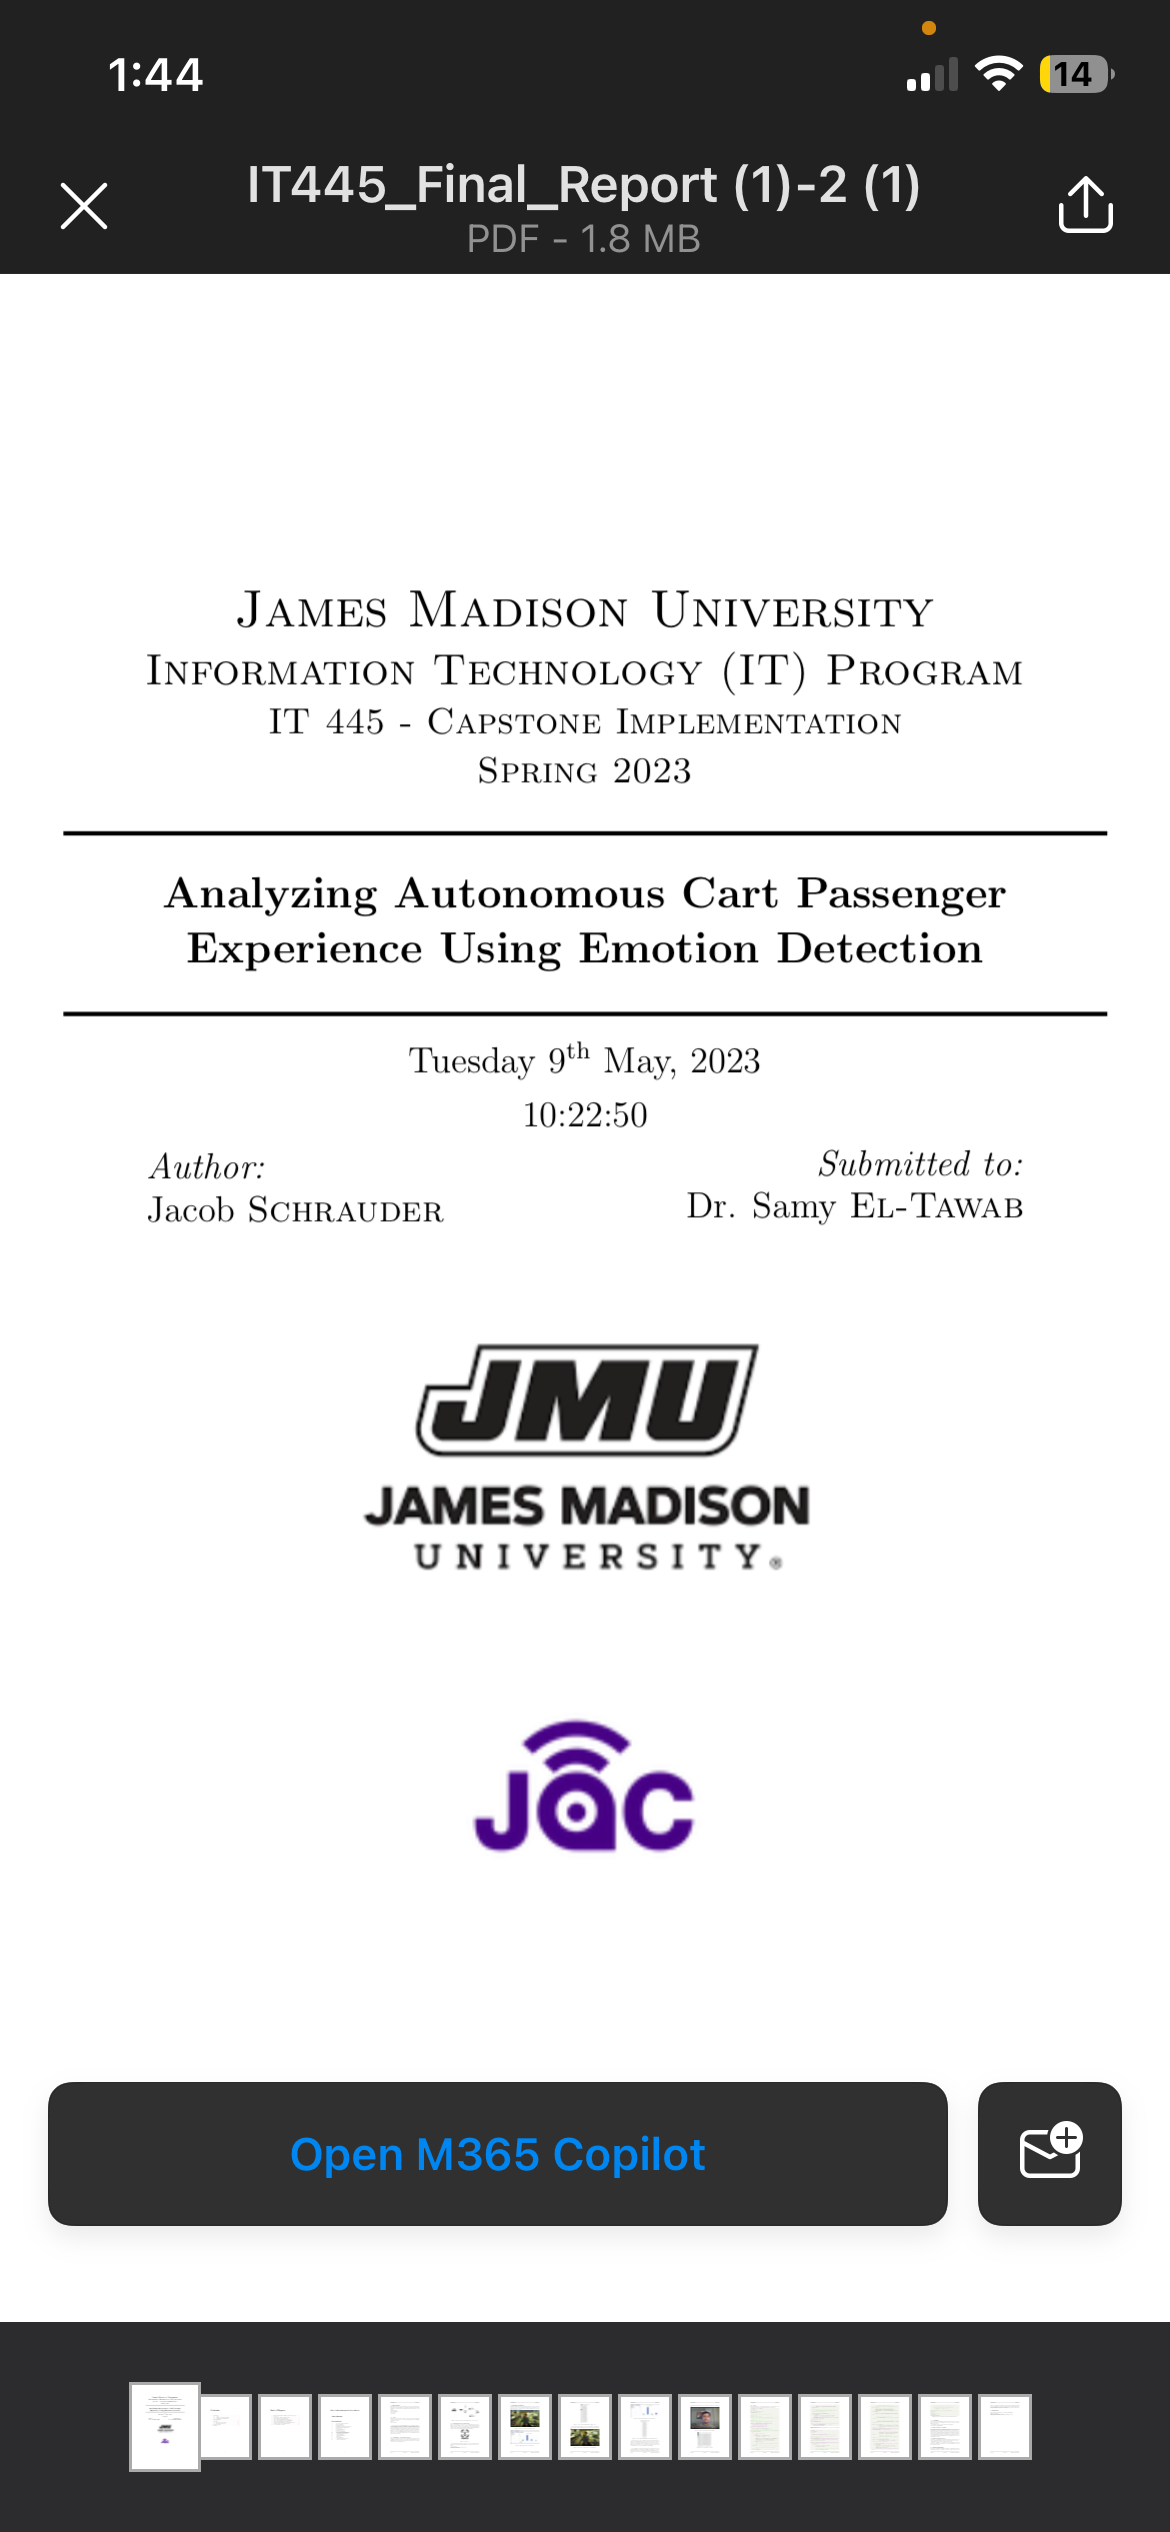 1:44
14
IT445_Final_Report (1)-2 (1)
PDF - 1.8 MB
James Madison University
Information Technology (IT) Program
IT 445 - Capstone Implementation
Spring 2023
Analyzing Autonomous Cart Passenger
Experience Using Emotion Detection
Tuesday 9th May, 2023
10:22:50
Author:
Jacob Schrauder
Submitted to:
Dr. Samy El-Tawab
JMU
JAMES MADISON
UNIVERSITY®
JaC
Open M365 Copilot